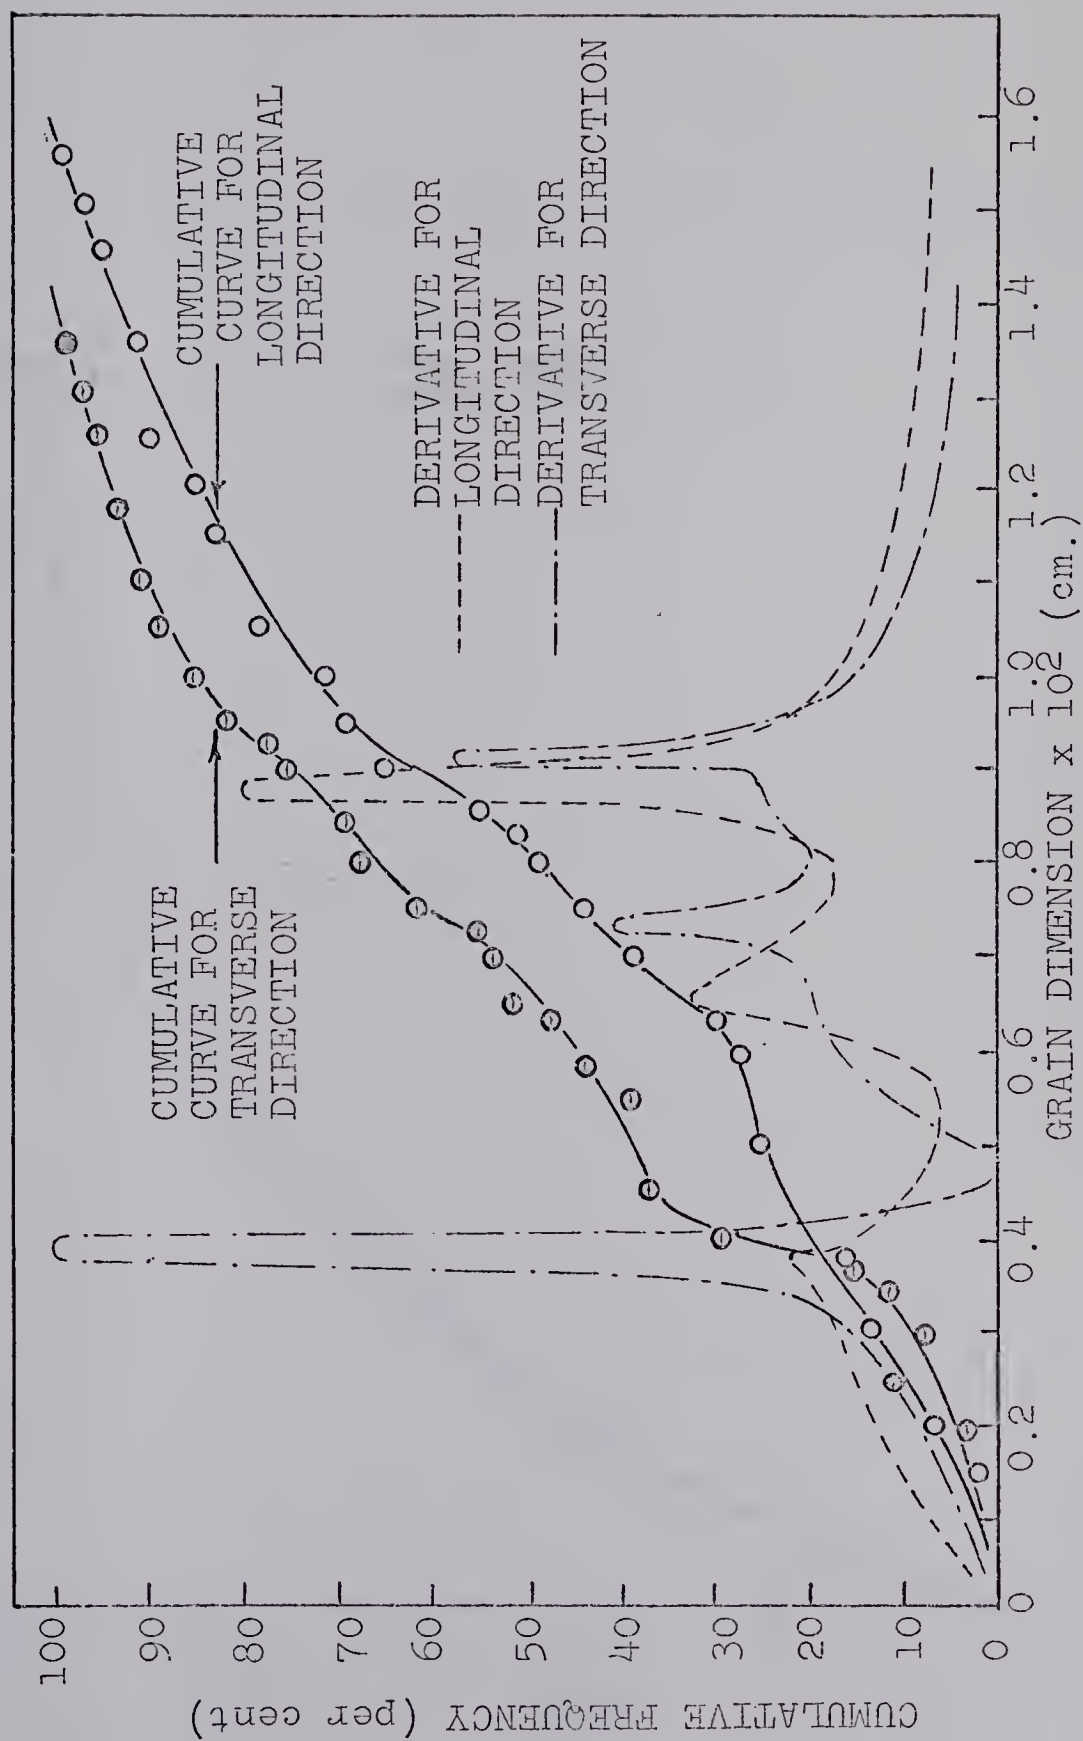 CUMULATIVE FREQUENCY (per cent)
100
90
80
70
60
50
40
30
20
10
0
CUMULATIVE
CURVE FOR
TRANSVERSE
DIRECTION
CUMULATIVE
CURVE FOR
LONGITUDINAL
DIRECTION
DERIVATIVE FOR
LONGITUDINAL
DIRECTION
DERIVATIVE FOR
TRANSVERSE DIRECTION
0 0.2 0.4 0.6 0.8 1.0 1.2 1.4 1.6
GRAIN DIMENSION x 10² (cm.)